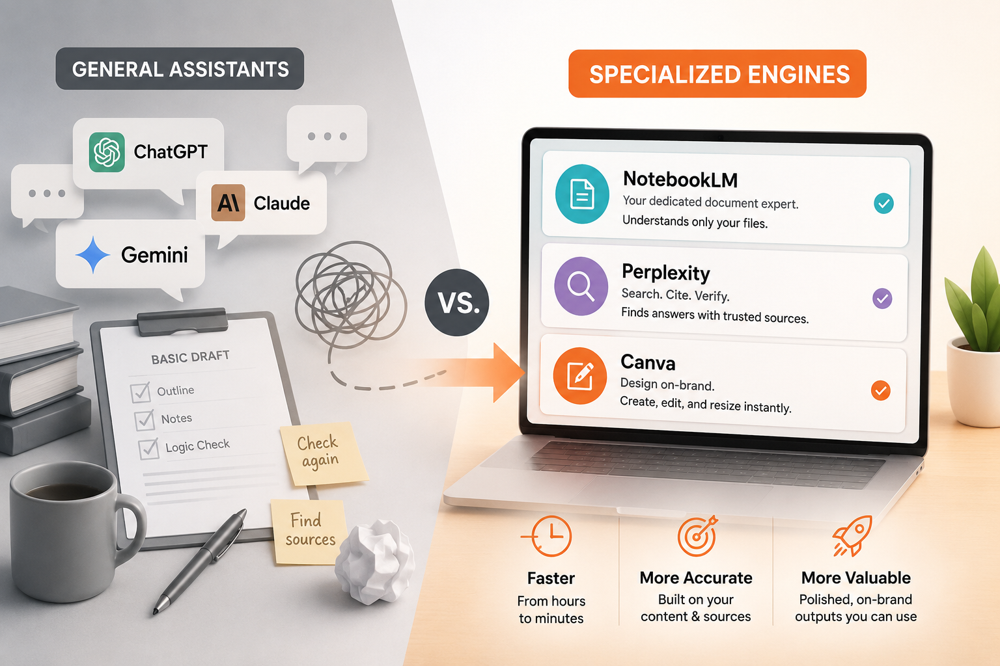 GENERAL ASSISTANTS
ChatGPT
AI Claude
Gemini
BASIC DRAFT
Outline
Notes
Logic Check
Check
again
Find
sources
VS.
SPECIALIZED ENGINES
NotebookLM
Your dedicated document expert.
Understands only your files.
Perplexity
Search. Cite. Verify.
Finds answers with trusted sources.
Canva
Design on-brand.
Create, edit, and resize instantly.
Faster
From hours
to minutes
More Accurate
Built on your
content & sources
More Valuable
Polished, on-brand
outputs you can use